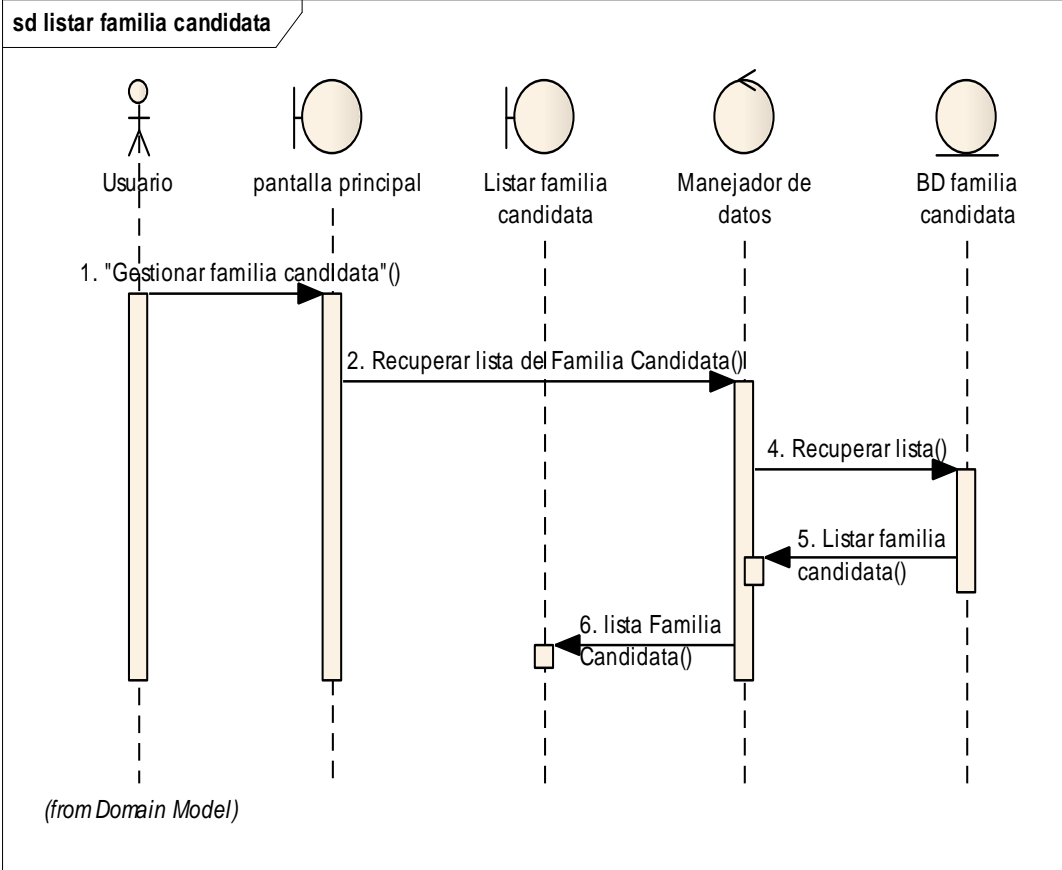 sd listar familia candidata
Usuario
pantalla principal
Listar familia
candidata
Manejador de
datos
BD familia
candidata
1. "Gestionar familia candidata"()
2. Recuperar lista de Familia Candidata()
4. Recuperar lista()
5. Listar familia
candidata()
6. lista Familia
Candidata()
(from Domain Model)